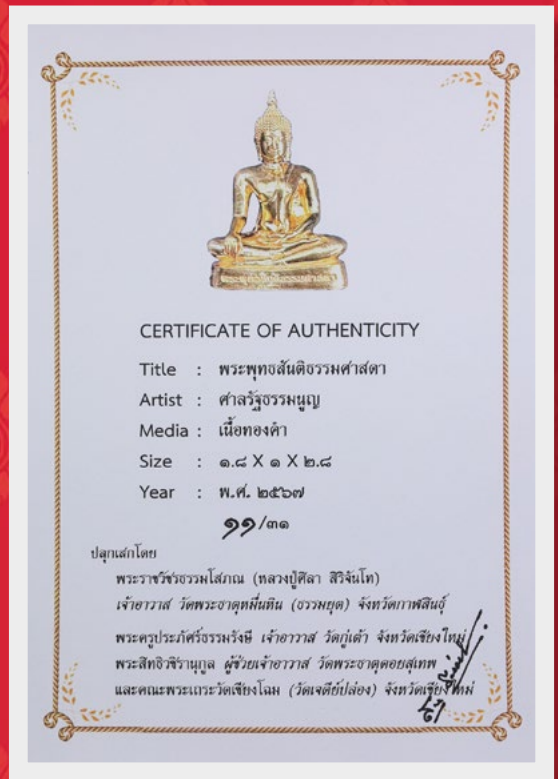 CERTIFICATE OF AUTHENTICITY
Title : พระพุทธสันติธรรมศาสดา
Artist : ศาลรัฐธรรมนูญ
Media : เนื้อทองคำ
Size : ๑.๘ X ๑ X ๒.๘
Year : พ.ศ. ๒๕๖๗
๑๑/๓๑
ปลุกเสกโดย
พระราชวัชรธรรมโสภณ (หลวงปู่ศิลา สิริจันโท)
เจ้าอาวาส วัดพระธาตุหมื่นหิน (ธรรมยุต) จังหวัดกาฬสินธุ์
พระครูประภัศร์ธรรมรังษี เจ้าอาวาส วัดกู่เต้า จังหวัดเชียงใหม่
พระสิทธิวชิรานุกูล ผู้ช่วยเจ้าอาวาส วัดพระธาตุดอยสุเทพ
และคณะพระเถระวัดเชียงโฉม (วัดเจดีย์ปล่อง) จังหวัดเชียงใหม่